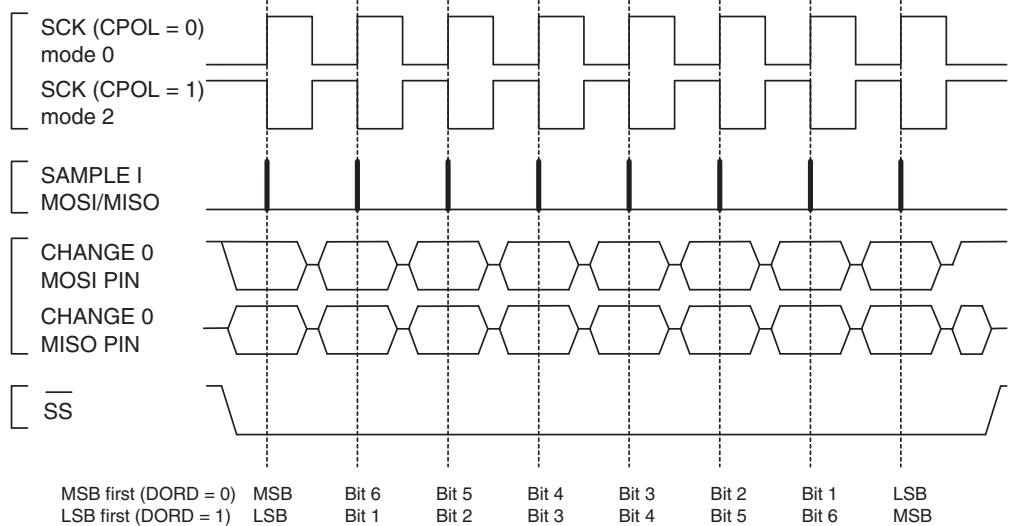 SCK (CPOL = 0)
mode 0
SCK (CPOL = 1)
mode 2
SAMPLE I
MOSI/MISO
CHANGE 0
MOSI PIN
CHANGE 0
MISO PIN
SS
MSB first (DORD = 0) MSB Bit 6 Bit 5 Bit 4 Bit 3 Bit 2 Bit 1 LSB
LSB first (DORD = 1) LSB Bit 1 Bit 2 Bit 3 Bit 4 Bit 5 Bit 6 MSB